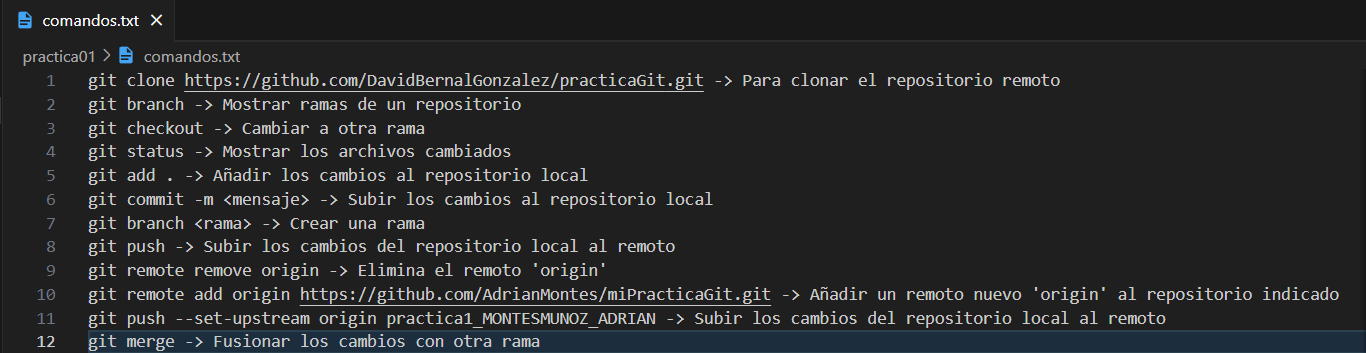 comandos.txt
practica01 > comandos.txt
1 git clone https://github.com/DavidBernalGonzalez/practicaGit.git -> Para clonar el repositorio remoto
2 git branch -> Mostrar ramas de un repositorio
3 git checkout -> Cambiar a otra rama
4 git status -> Mostrar los archivos cambiados
5 git add . -> Añadir los cambios al repositorio local
6 git commit -m <mensaje> -> Subir los cambios al repositorio local
7 git branch <rama> -> Crear una rama
8 git push -> Subir los cambios del repositorio local al remoto
9 git remote remove origin -> Elimina el remoto 'origin'
10 git remote add origin https://github.com/AdrianMontes/miPracticaGit.git -> Añadir un remoto nuevo 'origin' al repositorio indicado
11 git push --set-upstream origin practica1_MONTESMUNOZ_ADRIAN -> Subir los cambios del repositorio local al remoto
12 git merge -> Fusionar los cambios con otra rama